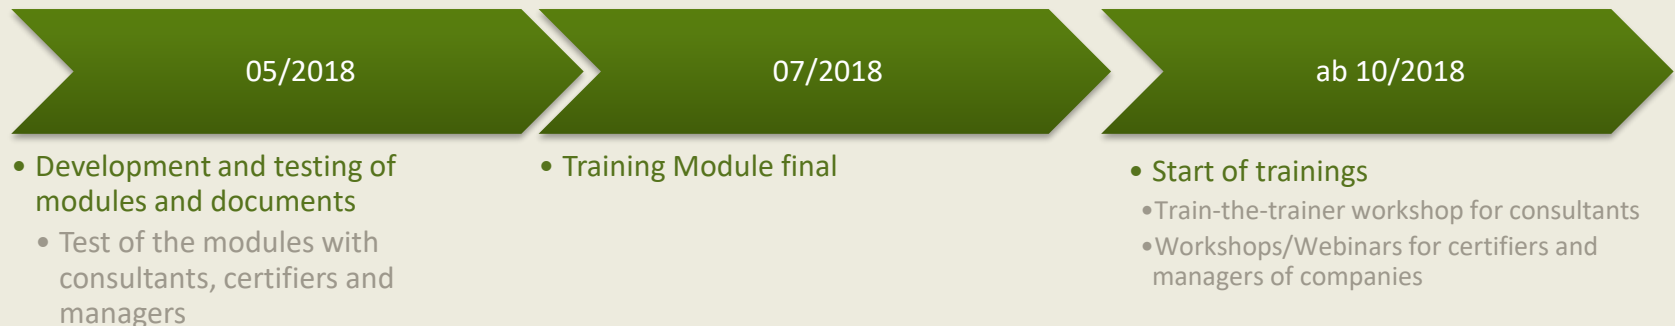 05/2018
• Development and testing of
modules and documents
• Test of the modules with
consultants, certifiers and
managers
07/2018
• Training Module final
ab 10/2018
• Start of trainings
•Train-the-trainer workshop for consultants
•Workshops/Webinars for certifiers and
managers of companies